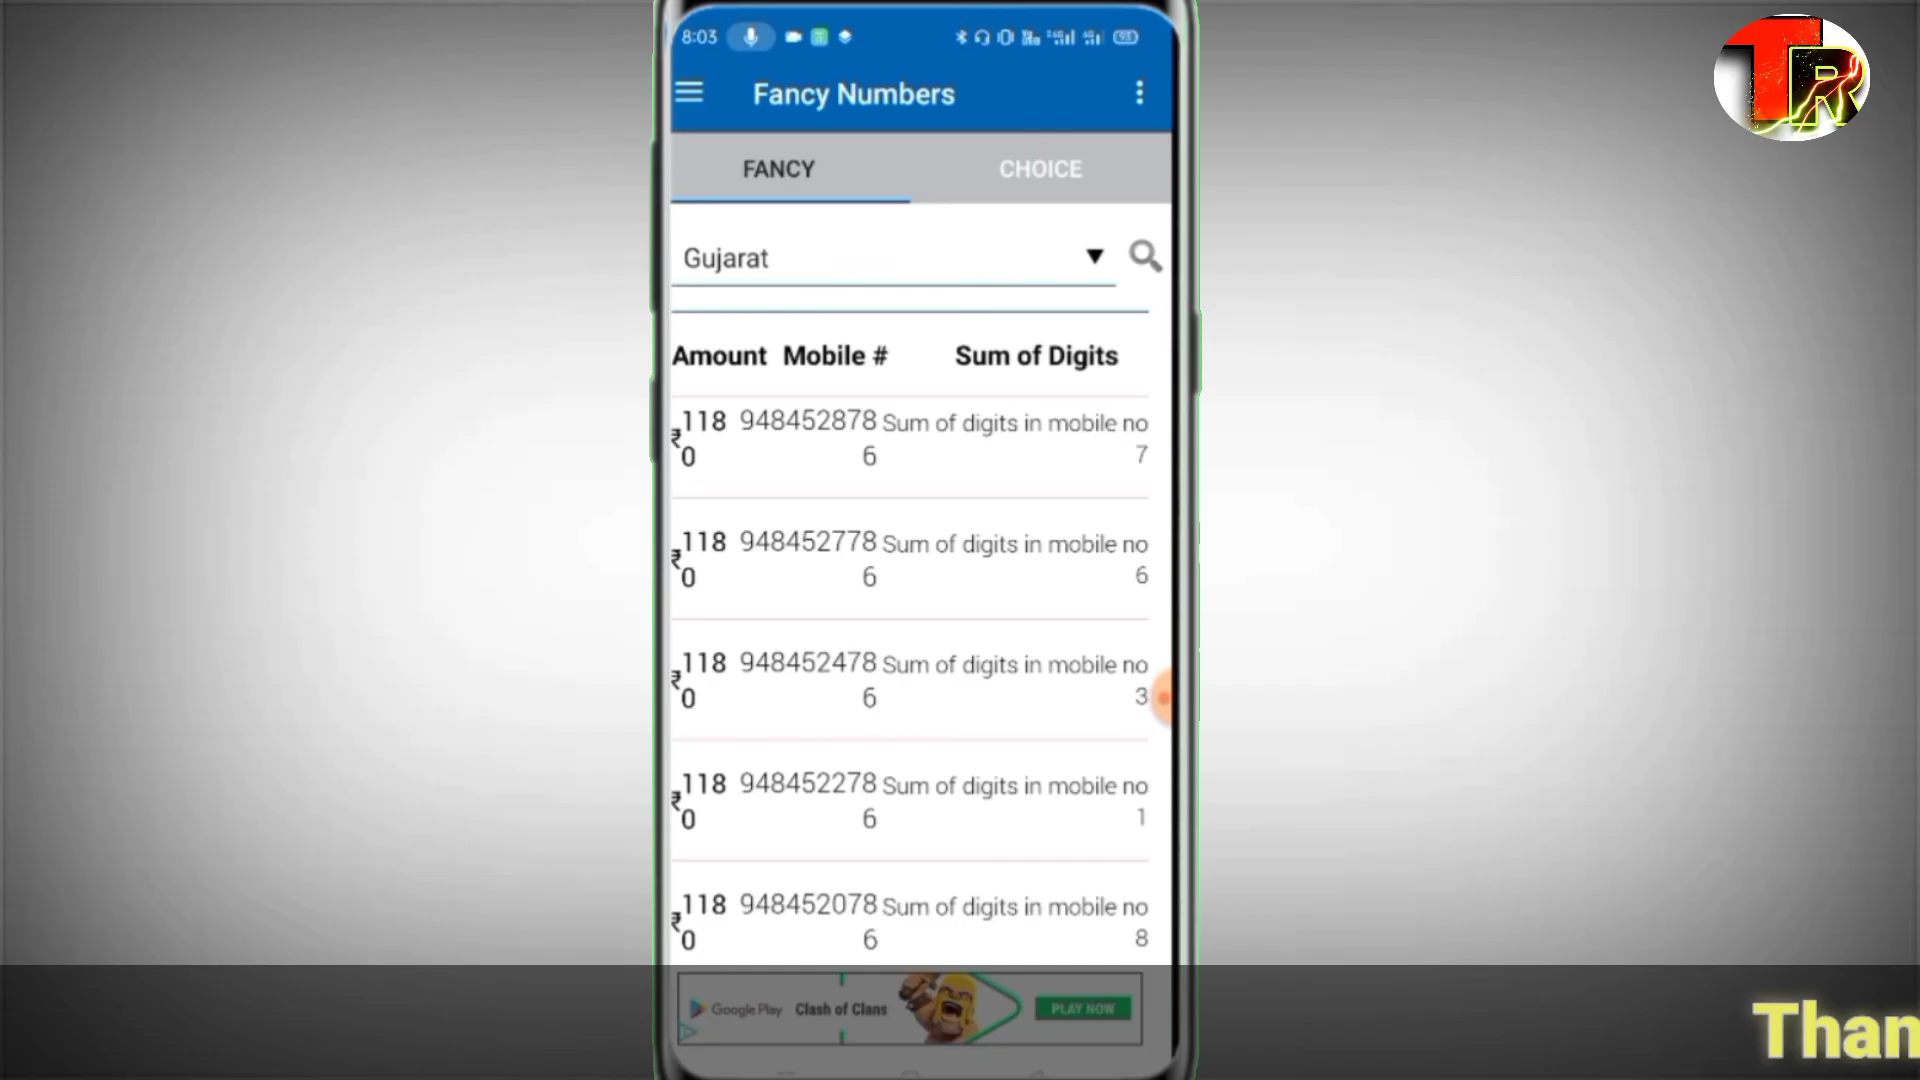 8:03
TR
Fancy Numbers
FANCY CHOICE
Gujarat
Amount Mobile # Sum of Digits
₹ 118 948452878 Sum of digits in mobile no
0 6 7
₹ 118 948452778 Sum of digits in mobile no
0 6 6
₹ 118 948452478 Sum of digits in mobile no
0 6 3
₹ 118 948452278 Sum of digits in mobile no
0 6 1
₹ 118 948452078 Sum of digits in mobile no
0 6 8
Google Play Clash of Clans PLAY NOW
Than